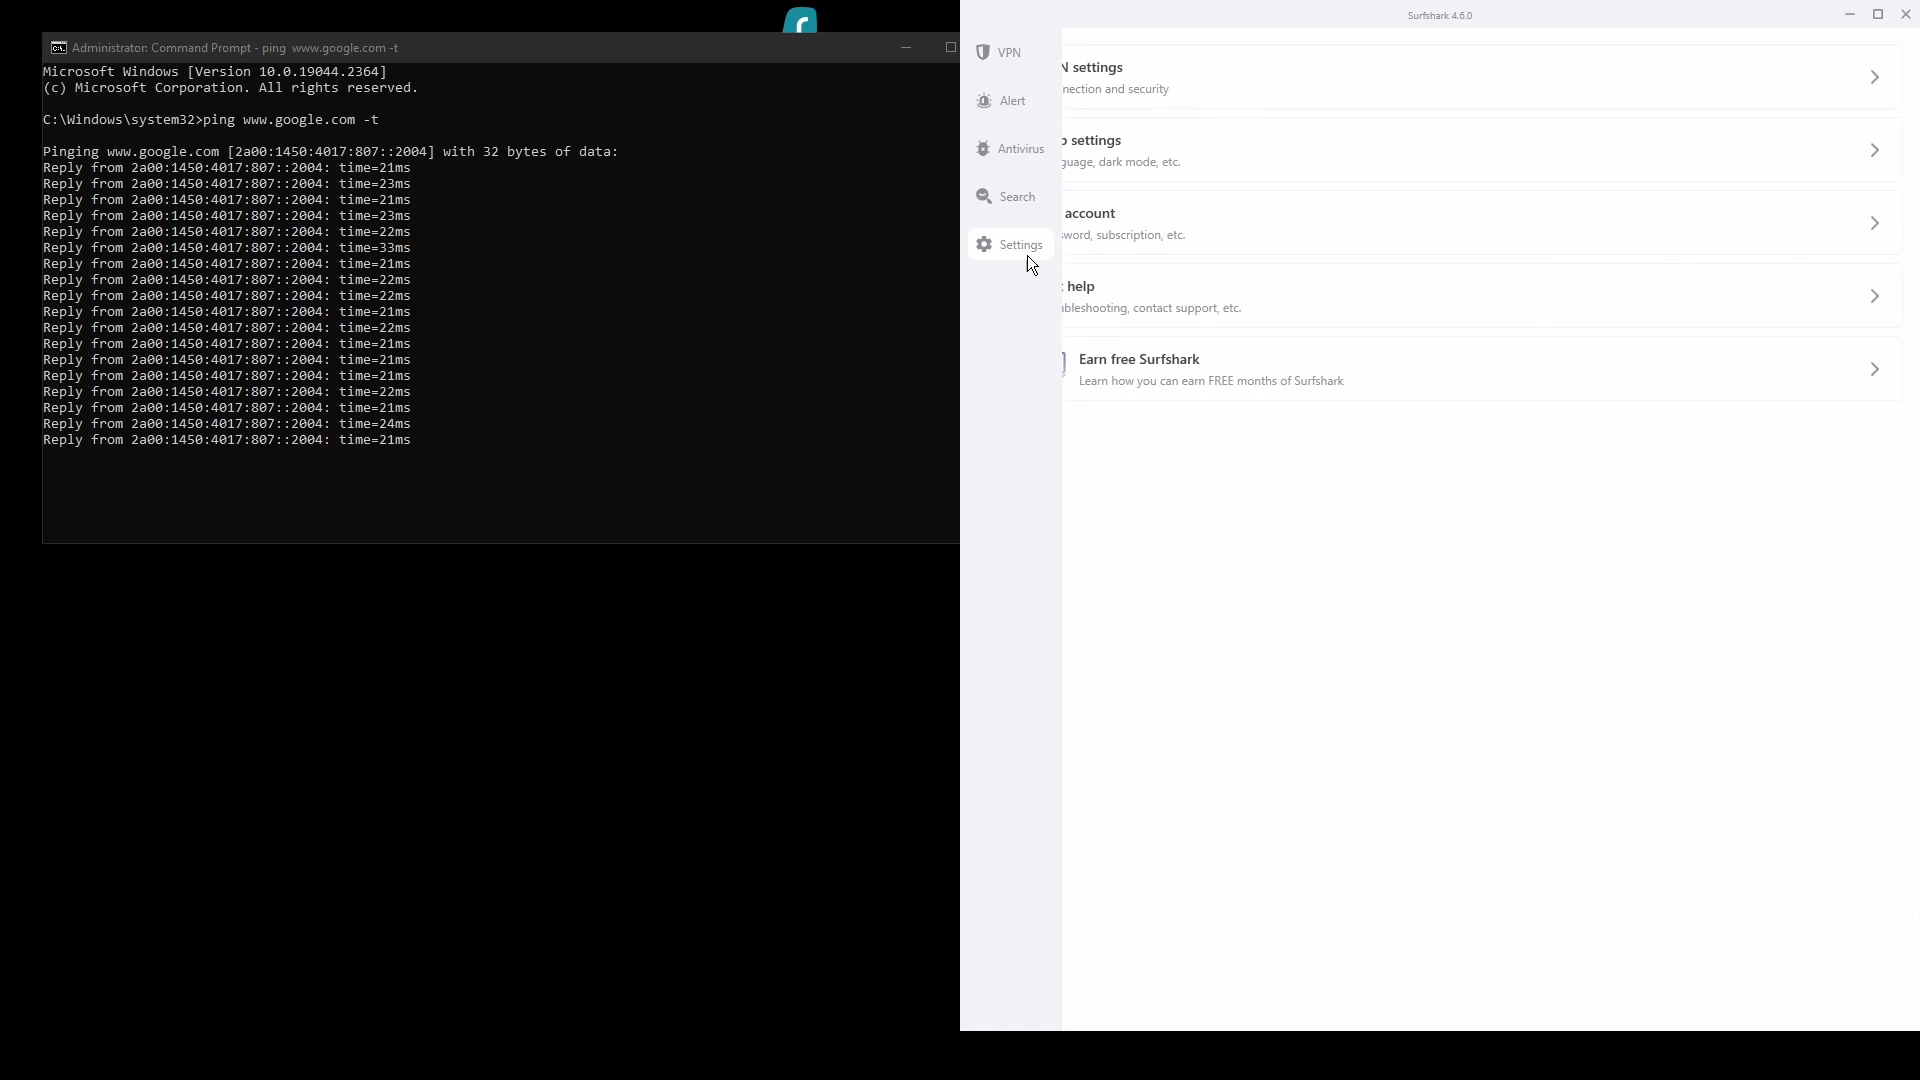 Administrator: Command Prompt - ping www.google.com -t
Microsoft Windows [Version 10.0.19044.2364]
(c) Microsoft Corporation. All rights reserved.
C:\Windows\system32>ping www.google.com -t
Pinging www.google.com [2a00:1450:4017:807::2004] with 32 bytes of data:
Reply from 2a00:1450:4017:807::2004: time=21ms
Reply from 2a00:1450:4017:807::2004: time=23ms
Reply from 2a00:1450:4017:807::2004: time=21ms
Reply from 2a00:1450:4017:807::2004: time=23ms
Reply from 2a00:1450:4017:807::2004: time=22ms
Reply from 2a00:1450:4017:807::2004: time=33ms
Reply from 2a00:1450:4017:807::2004: time=21ms
Reply from 2a00:1450:4017:807::2004: time=22ms
Reply from 2a00:1450:4017:807::2004: time=22ms
Reply from 2a00:1450:4017:807::2004: time=21ms
Reply from 2a00:1450:4017:807::2004: time=22ms
Reply from 2a00:1450:4017:807::2004: time=21ms
Reply from 2a00:1450:4017:807::2004: time=21ms
Reply from 2a00:1450:4017:807::2004: time=21ms
Reply from 2a00:1450:4017:807::2004: time=22ms
Reply from 2a00:1450:4017:807::2004: time=21ms
Reply from 2a00:1450:4017:807::2004: time=24ms
Reply from 2a00:1450:4017:807::2004: time=21ms
Surfshark 4.6.0
VPN
Alert
Antivirus
Search
Settings
N settings
nection and security
settings
guage, dark mode, etc.
account
sword, subscription, etc.
help
bleshooting, contact support, etc.
Earn free Surfshark
Learn how you can earn FREE months of Surfshark